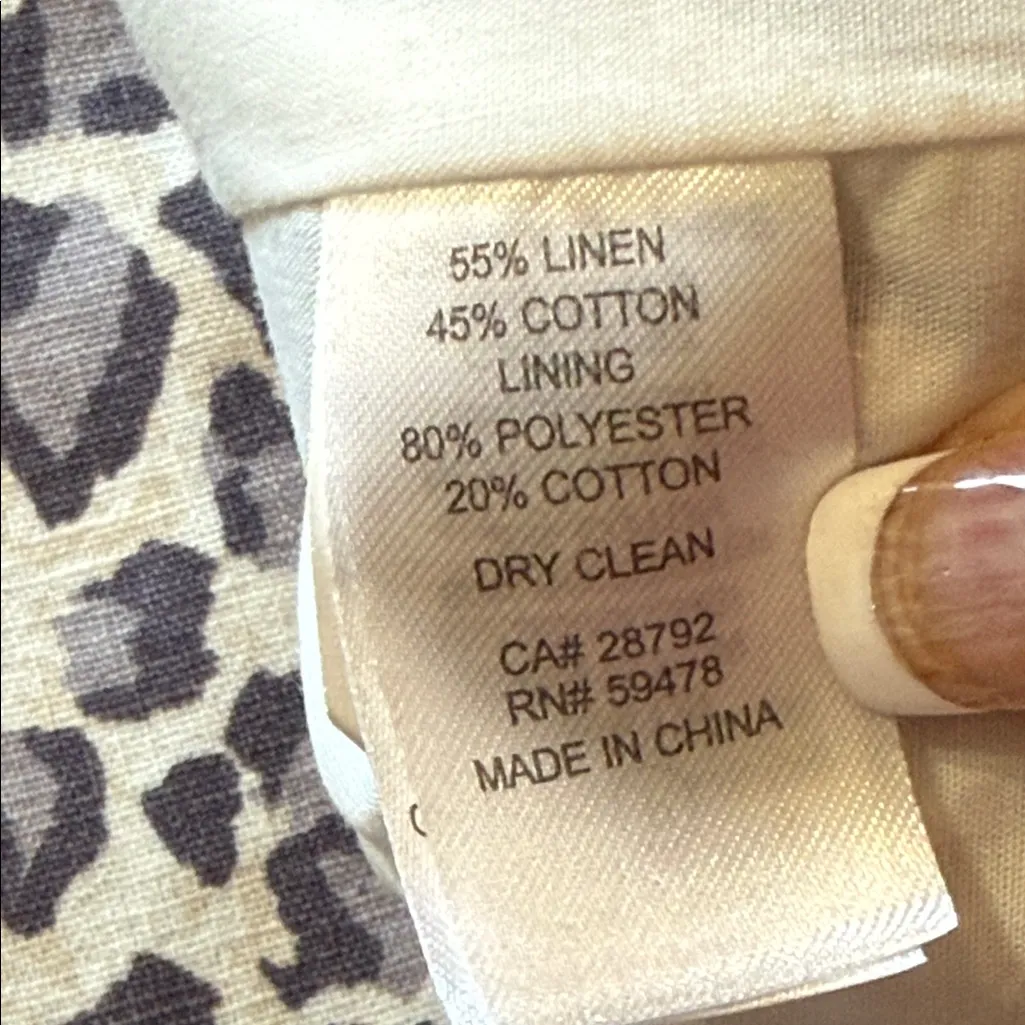 55% LINEN
45% COTTON
LINING
80% POLYESTER
20% COTTON
DRY CLEAN
CA# 28792
RN# 59478
MADE IN CHINA